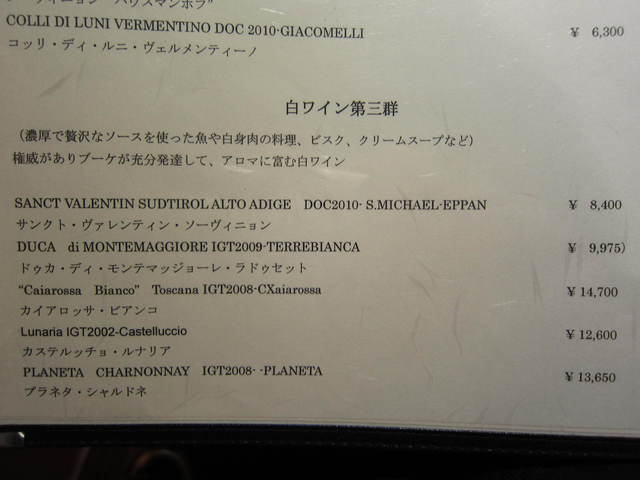 ハウスマンホラ"
COLLI DI LUNI VERMENTINO DOC 2010-GIACOMELLI ¥ 6,300
コッリ・ディ・ルニ・ヴェルメンティーノ
白ワイン第三群
（濃厚で贅沢なソースを使った魚や白身肉の料理、ビスク、クリームスープなど）
権威がありブーケが充分発達して、アロマに富む白ワイン
SANCT VALENTIN SUDTIROL ALTO ADIGE DOC2010- S.MICHAEL-EPPAN ¥ 8,400
サンクト・ヴァレンティン・ソーヴィニョン
DUCA di MONTEMAGGIORE IGT2009-TERREBIANCA ¥ 9,975)
ドゥカ・ディ・モンテマッジョーレ・ラドゥセット
“Caiarossa Bianco” Toscana IGT2008-CXaiarossa ¥ 14,700
カイアロッサ・ビアンコ
Lunaria IGT2002-Castelluccio ¥ 12,600
カステルッチョ・ルナリア
PLANETA CHARNONNAY IGT2008- -PLANETA ¥ 13,650
プラネタ・シャルドネ